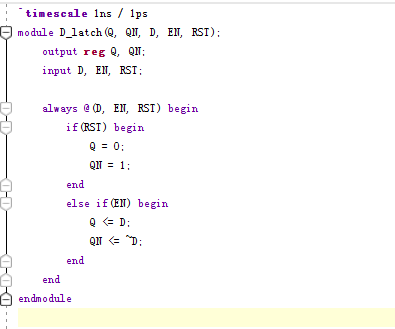 `timescale 1ns / 1ps
module D_latch(Q, QN, D, EN, RST);
output reg Q, QN;
input D, EN, RST;
always @(D, EN, RST) begin
if(RST) begin
Q = 0;
QN = 1;
end
else if(EN) begin
Q <= D;
QN <= ~D;
end
end
endmodule